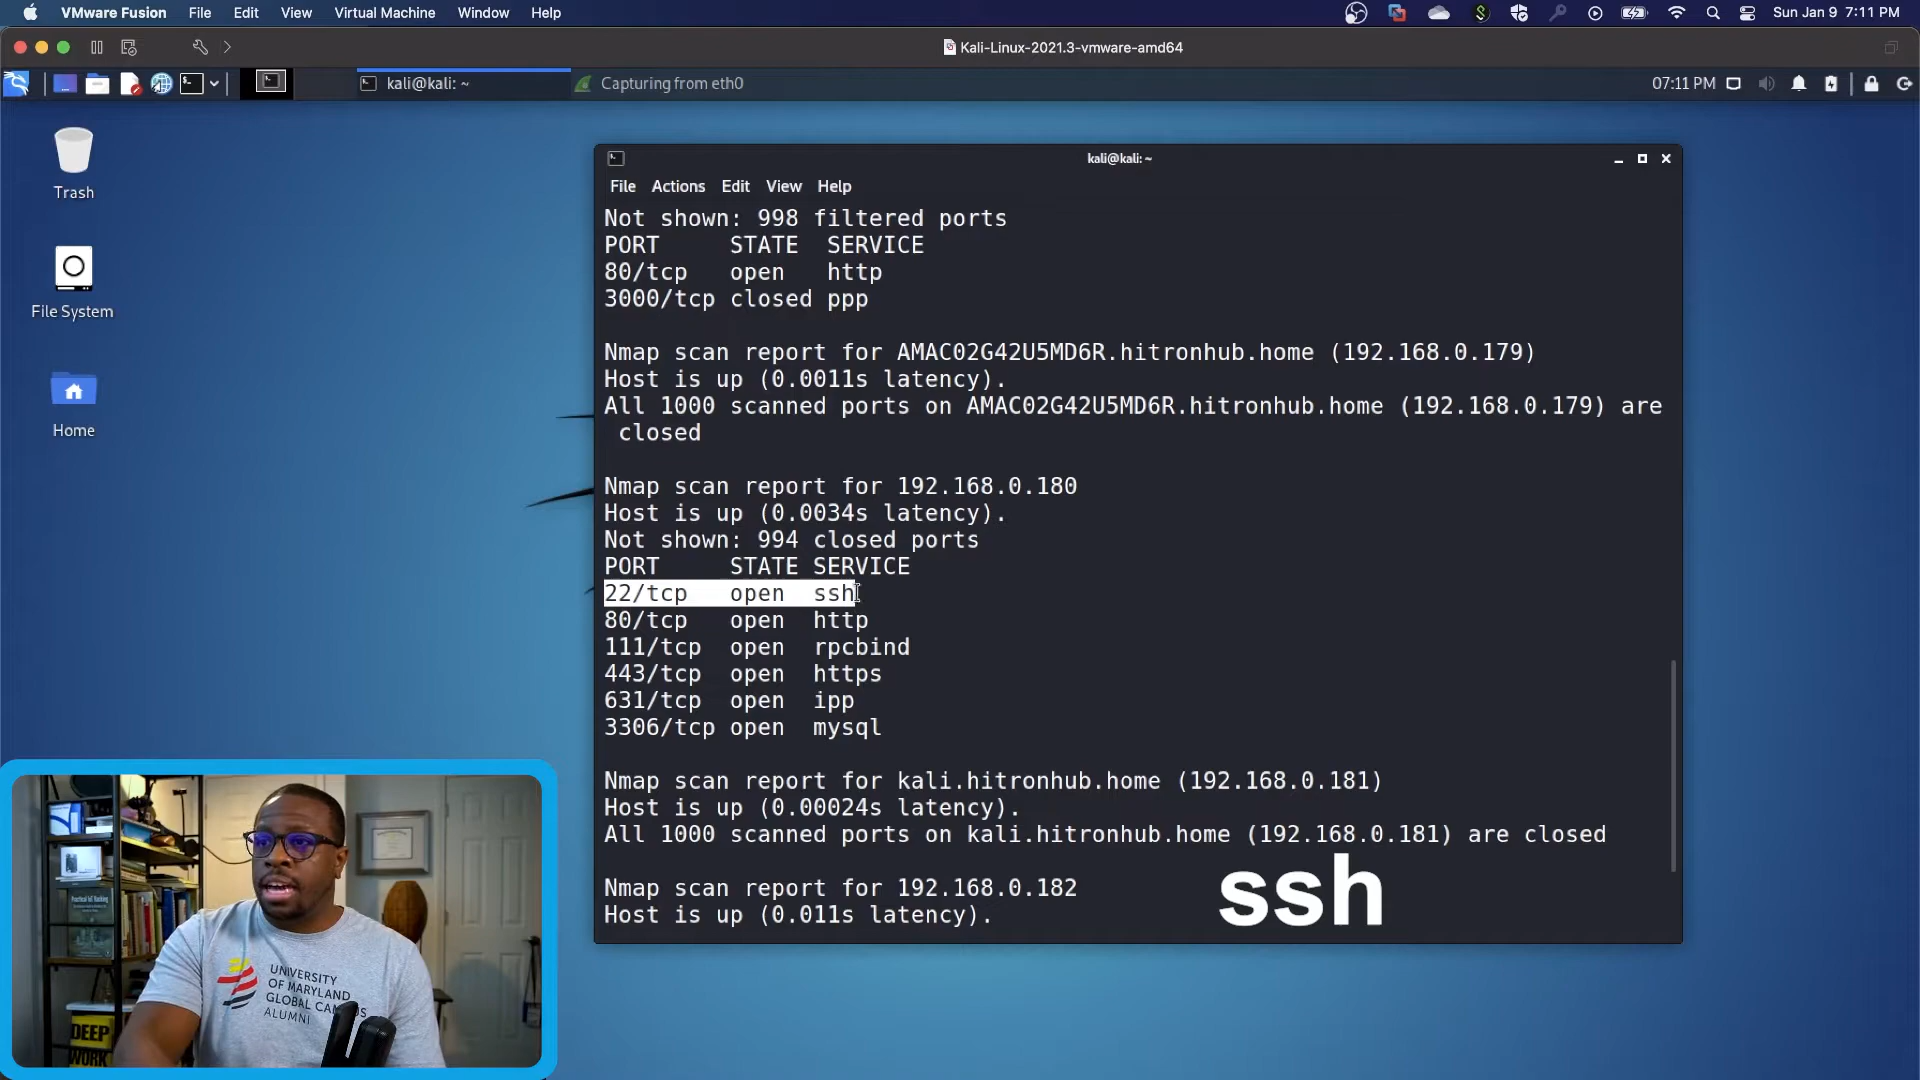 VMware Fusion File Edit View Virtual Machine Window Help
Sun Jan 9 7:11 PM
Kali-Linux-2021.3-vmware-amd64
kali@kali: ~
Capturing from eth0
07:11 PM
Trash
File System
Home
kali@kali: ~
File Actions Edit View Help
Not shown: 998 filtered ports
PORT STATE SERVICE
80/tcp open http
3000/tcp closed ppp
Nmap scan report for AMAC02G42U5MD6R.hitronhub.home (192.168.0.179)
Host is up (0.0011s latency).
All 1000 scanned ports on AMAC02G42U5MD6R.hitronhub.home (192.168.0.179) are
closed
Nmap scan report for 192.168.0.180
Host is up (0.0034s latency).
Not shown: 994 closed ports
PORT STATE SERVICE
22/tcp open ssh
80/tcp open http
111/tcp open rpcbind
443/tcp open https
631/tcp open ipp
3306/tcp open mysql
Nmap scan report for kali.hitronhub.home (192.168.0.181)
Host is up (0.00024s latency).
All 1000 scanned ports on kali.hitronhub.home (192.168.0.181) are closed
Nmap scan report for 192.168.0.182
Host is up (0.011s latency).
ssh
UNIVERSITY
OF MARYLAND
GLOBAL CAMPUS
ALUMNI
DEEP
WORK